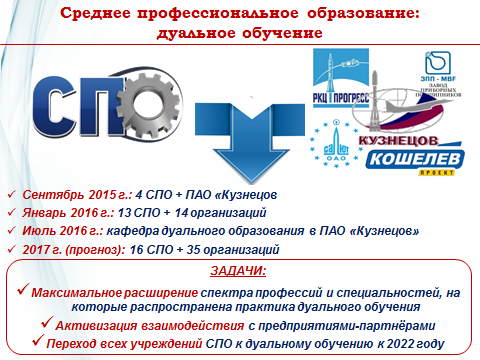 Среднее профессиональное образование:
дуальное обучение
СПО
РКЦ ПРОГРЕСС
ЗПП - MBF
ЗАВОД
ПРИБОРНЫХ
ПОДШИПНИКОВ
КУЗНЕЦОВ
САЛЮТ
ОАО
КОШЕЛЕВ
ПРОЕКТ
✓ Сентябрь 2015 г.: 4 СПО + ПАО «Кузнецов
✓ Январь 2016 г.: 13 СПО + 14 организаций
✓ Июль 2016 г.: кафедра дуального образования в ПАО «Кузнецов»
✓ 2017 г. (прогноз): 16 СПО + 35 организаций
ЗАДАЧИ:
✓ Максимальное расширение спектра профессий и специальностей, на
которые распространена практика дуального обучения
✓ Активизация взаимодействия с предприятиями-партнёрами
✓ Переход всех учреждений СПО к дуальному обучению к 2022 году